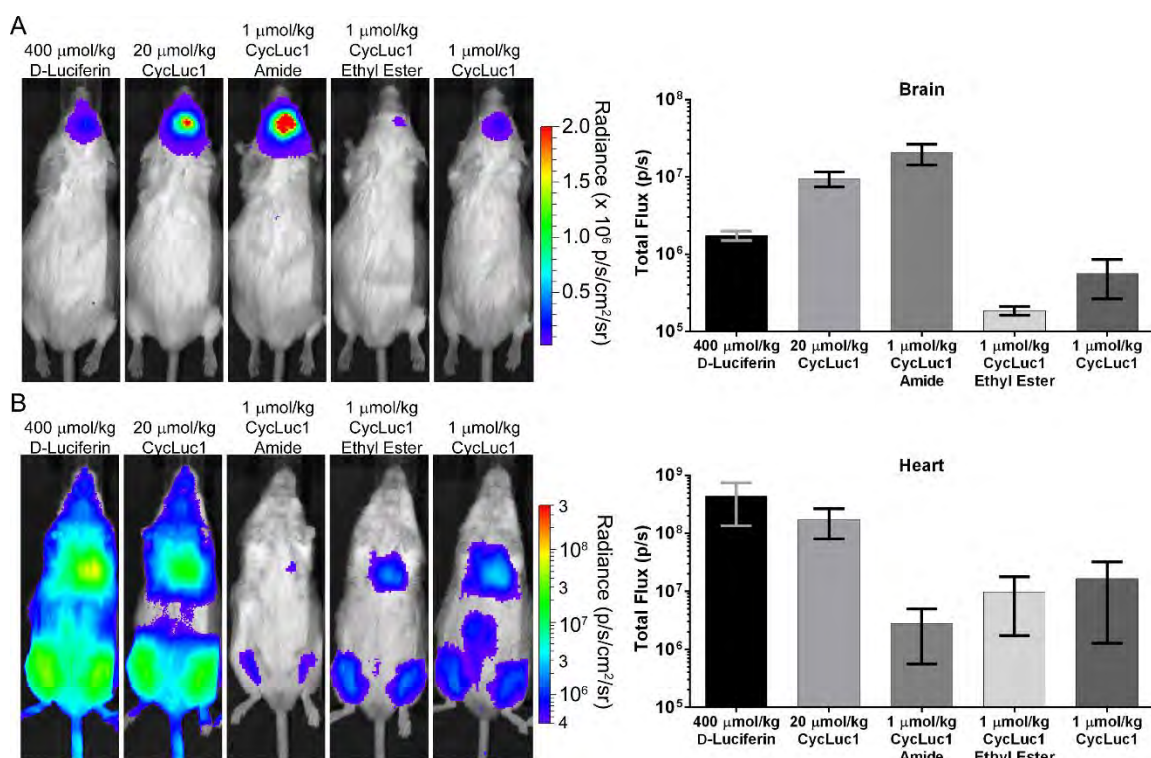 A
400 μmol/kg
D-Luciferin
20 μmol/kg
CycLuc1
1 μmol/kg
CycLuc1
Amide
1 μmol/kg
CycLuc1
Ethyl Ester
1 μmol/kg
CycLuc1
2.0
1.5
1.0
0.5
Radiance (x 10⁶ p/s/cm²/sr)
Brain
Total Flux (p/s)
10⁸
10⁷
10⁶
10⁵
400 μmol/kg
D-Luciferin
20 μmol/kg
CycLuc1
1 μmol/kg
CycLuc1
Amide
1 μmol/kg
CycLuc1
Ethyl Ester
1 μmol/kg
CycLuc1
B
400 μmol/kg
D-Luciferin
20 μmol/kg
CycLuc1
1 μmol/kg
CycLuc1
Amide
1 μmol/kg
CycLuc1
Ethyl Ester
1 μmol/kg
CycLuc1
3
10⁸
3
10⁷
3
10⁶
4
Radiance (p/s/cm²/sr)
Heart
Total Flux (p/s)
10⁹
10⁸
10⁷
10⁶
10⁵
400 μmol/kg
D-Luciferin
20 μmol/kg
CycLuc1
1 μmol/kg
CycLuc1
Amide
1 μmol/kg
CycLuc1
Ethyl Ester
1 μmol/kg
CycLuc1